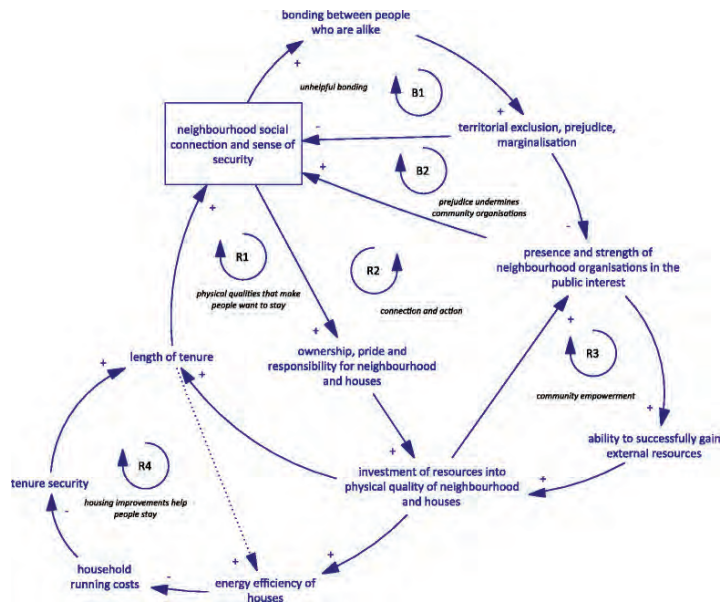 bonding between people
who are alike
+
unhelpful bonding
B1
+
neighbourhood social
connection and sense of
security
-
territorial exclusion, prejudice,
marginalisation
+
B2
prejudice undermines
community organisations
-
+
R1
physical qualities that make
people want to stay
R2
connection and action
presence and strength of
neighbourhood organisations in the
public interest
+
+
length of tenure
+
+
ownership, pride and
responsibility for neighbourhood
and houses
+
R3
community empowerment
+
ability to successfully gain
external resources
R4
housing improvements help
people stay
tenure security
-
+
investment of resources into
physical quality of neighbourhood
and houses
+
household
running costs
-
+
+
energy efficiency of
houses